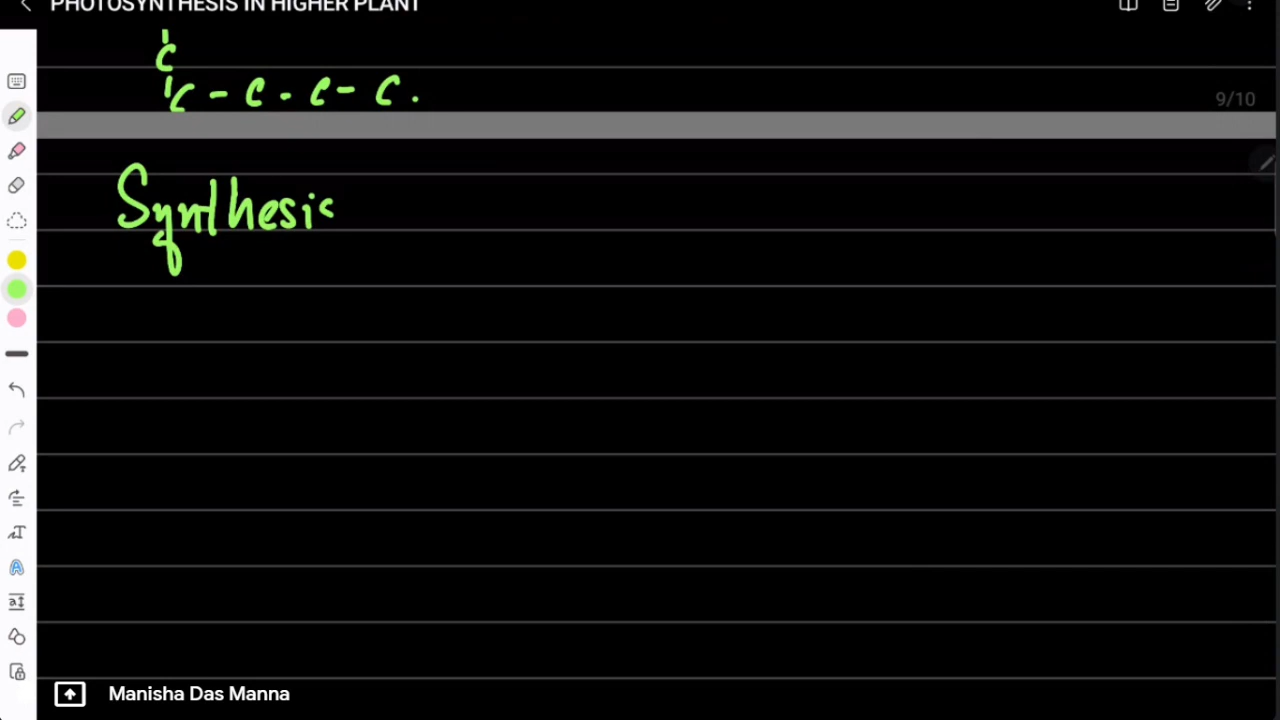 PHOTOSYNTHESIS IN HIGHER PLANT
C
C - C - C - C .
9/10
Synthesis
Manisha Das Manna